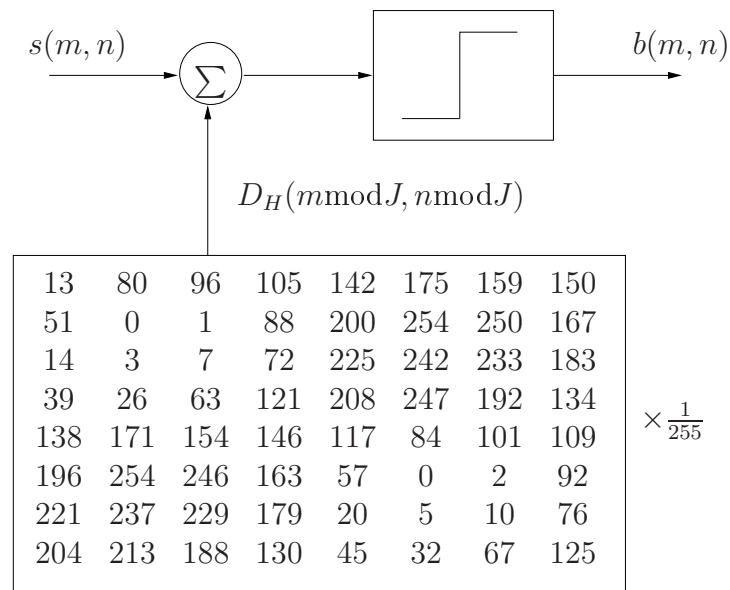 s(m, n) ∑ b(m, n)
D_H(mmodJ, nmodJ)
13 80 96 105 142 175 159 150
51 0 1 88 200 254 250 167
14 3 7 72 225 242 233 183
39 26 63 121 208 247 192 134
138 171 154 146 117 84 101 109
196 254 246 163 57 0 2 92
221 237 229 179 20 5 10 76
204 213 188 130 45 32 67 125
× 1/255